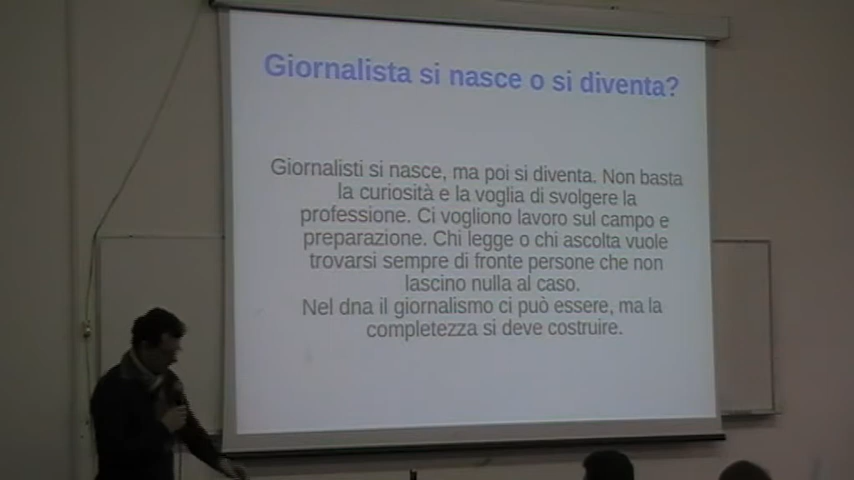 Giornalista si nasce o si diventa?
Giornalisti si nasce, ma poi si diventa. Non basta
la curiosità e la voglia di svolgere la
professione. Ci vogliono lavoro sul campo e
preparazione. Chi legge o chi ascolta vuole
trovarsi sempre di fronte persone che non
lascino nulla al caso.
Nel dna il giornalismo ci può essere, ma la
completezza si deve costruire.